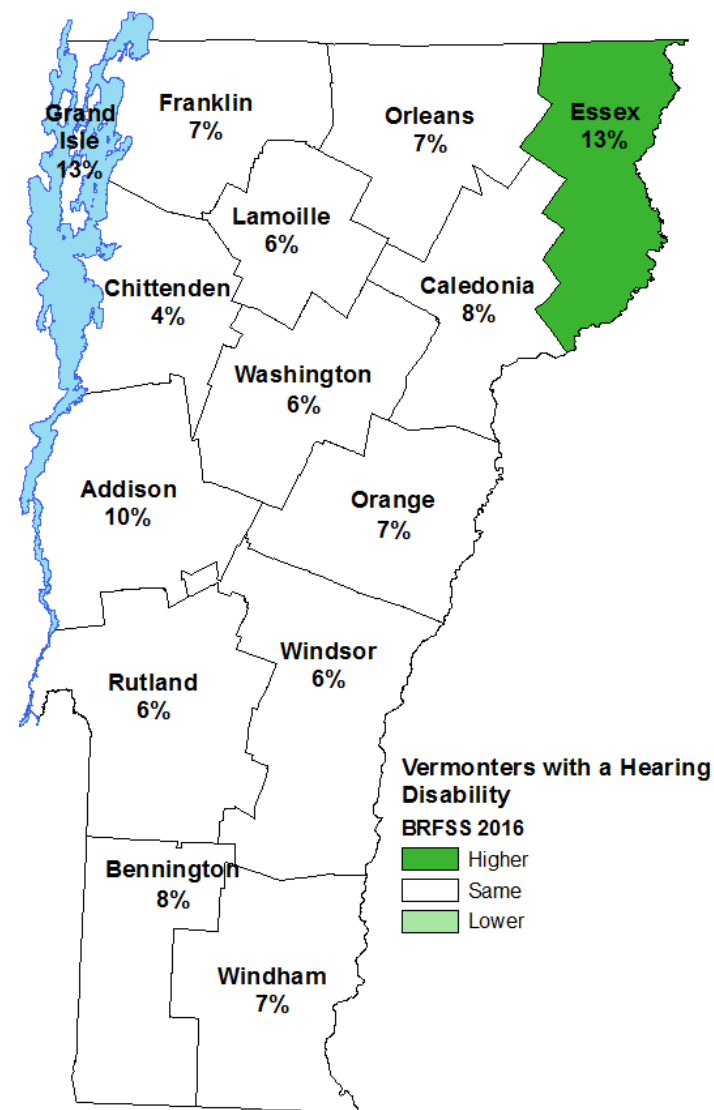 Grand
Isle
13%
Franklin
7%
Orleans
7%
Essex
13%
Lamoille
6%
Chittenden
4%
Caledonia
8%
Washington
6%
Addison
10%
Orange
7%
Windsor
6%
Rutland
6%
Bennington
8%
Windham
7%
Vermonters with a Hearing
Disability
BRFSS 2016
Higher
Same
Lower